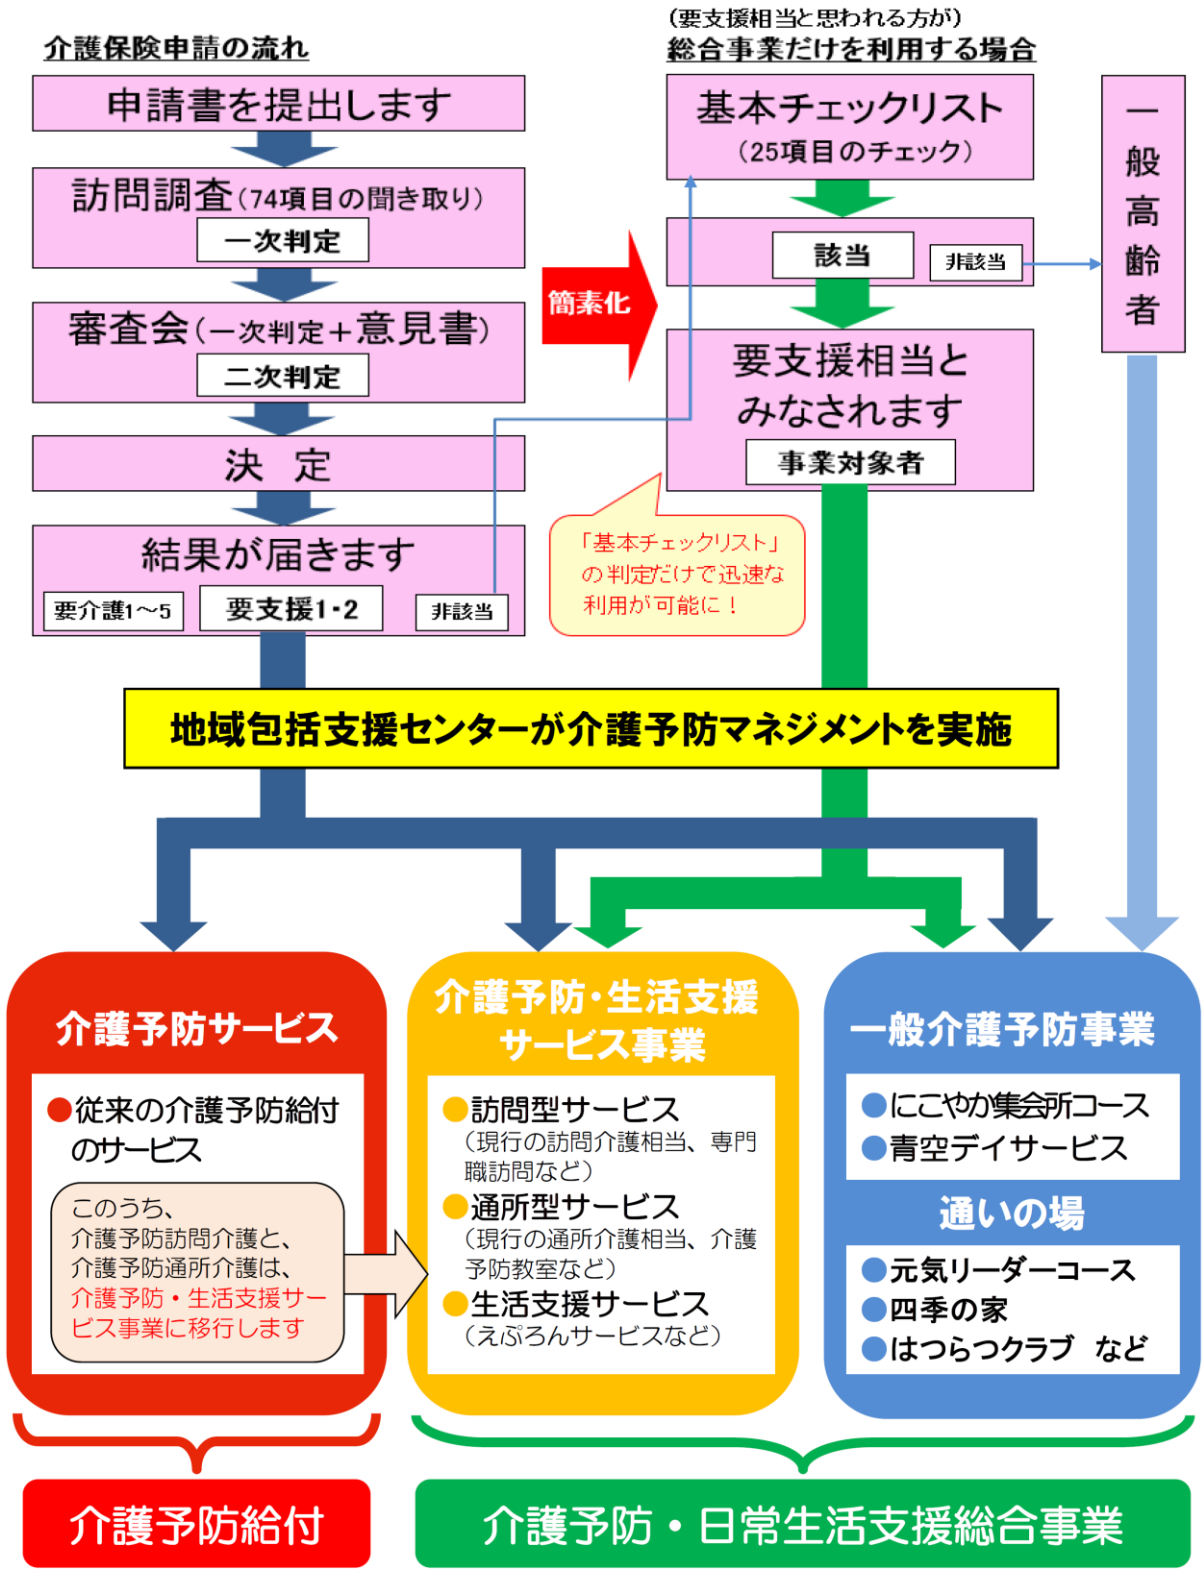 介護保険申請の流れ
申請書を提出します
訪問調査(74項目の聞き取り)
一次判定
審査会(一次判定＋意見書)
二次判定
決 定
結果が届きます
要介護1～5
要支援1・2
非該当
簡素化
(要支援相当と思われる方が)
総合事業だけを利用する場合
基本チェックリスト
(25項目のチェック)
該当
非該当
要支援相当と
みなされます
事業対象者
「基本チェックリスト」
の判定だけで迅速な
利用が可能に！
一般高齢者
地域包括支援センターが介護予防マネジメントを実施
介護予防サービス
●従来の介護予防給付
のサービス
このうち、
介護予防訪問介護と、
介護予防通所介護は、
介護予防・生活支援サー
ビス事業に移行します
介護予防・生活支援
サービス事業
●訪問型サービス
（現行の訪問介護相当、専門
職訪問など）
●通所型サービス
（現行の通所介護相当、介護
予防教室など）
●生活支援サービス
（えぷろんサービスなど）
一般介護予防事業
●にこやか集会所コース
●青空デイサービス
通いの場
●元気リーダーコース
●四季の家
●はつらつクラブ など
介護予防給付
介護予防・日常生活支援総合事業